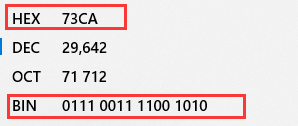 HEX 73CA
DEC 29,642
OCT 71 712
BIN 0111 0011 1100 1010